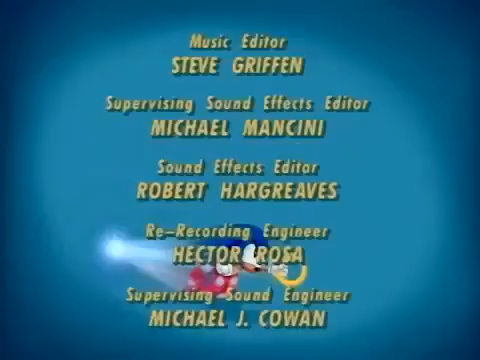 Music Editor
STEVE GRIFFEN
Supervising Sound Effects Editor
MICHAEL MANCINI
Sound Effects Editor
ROBERT HARGREAVES
Re-Recording Engineer
HECTOR ROSA
Supervising Sound Engineer
MICHAEL J. COWAN